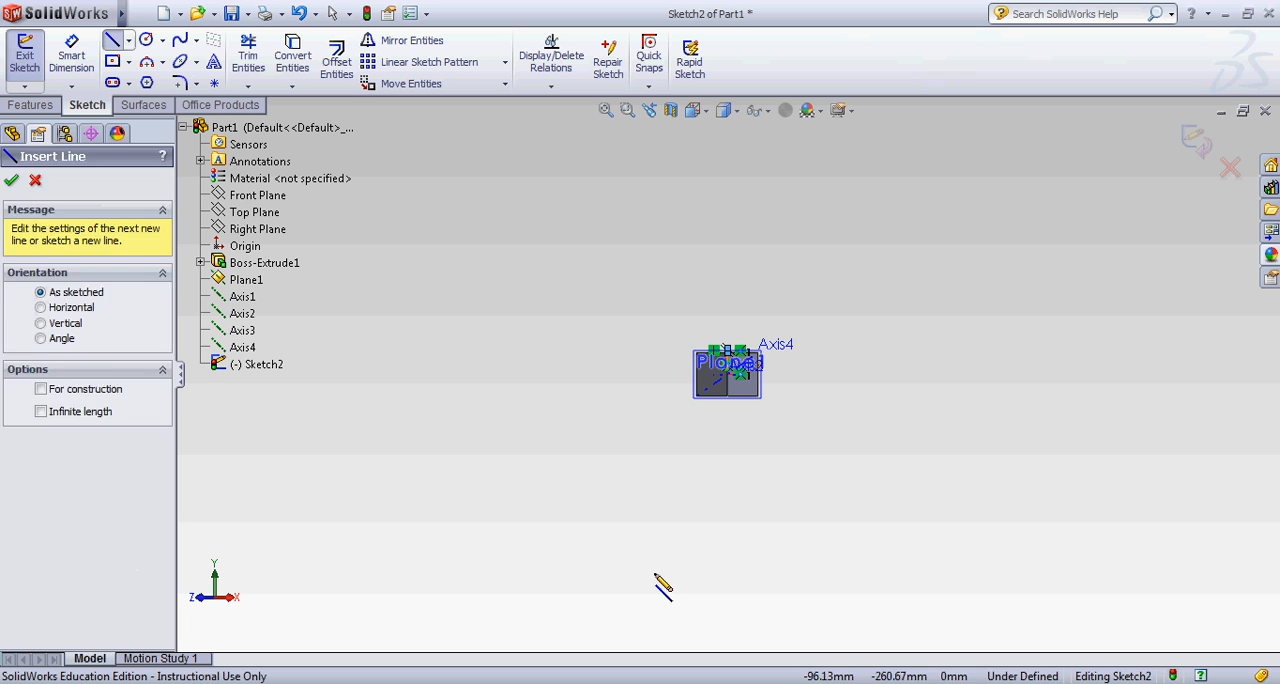 SolidWorks
Sketch2 of Part1 *
Search SolidWorks Help
Exit Sketch
Smart Dimension
Trim Entities
Convert Entities
Offset Entities
Mirror Entities
Linear Sketch Pattern
Move Entities
Display/Delete Relations
Repair Sketch
Quick Snaps
Rapid Sketch
Features
Sketch
Surfaces
Office Products
Insert Line
?
Message
Edit the settings of the next new
line or sketch a new line.
Orientation
As sketched
Horizontal
Vertical
Angle
Options
For construction
Infinite length
Part1 (Default<<Default>_...
Sensors
Annotations
Material <not specified>
Front Plane
Top Plane
Right Plane
Origin
Boss-Extrude1
Plane1
Axis1
Axis2
Axis3
Axis4
(-) Sketch2
Axis4
Plane1
Y
Z
X
Model
Motion Study 1
SolidWorks Education Edition - Instructional Use Only
-96.13mm
-260.67mm
0mm
Under Defined
Editing Sketch2